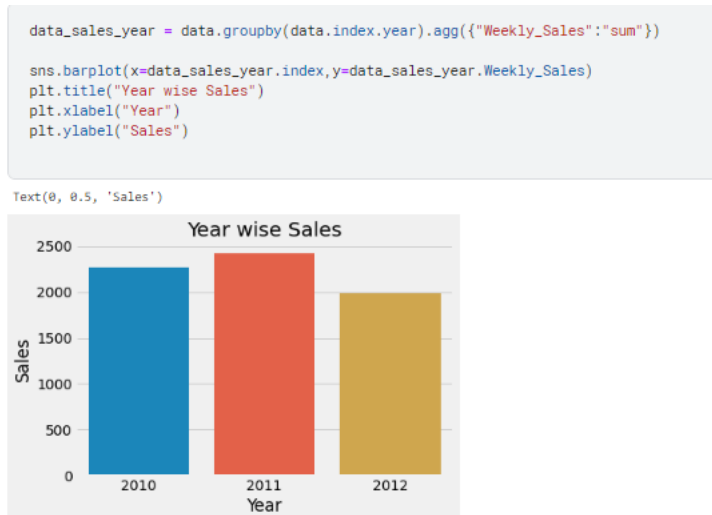 data_sales_year = data.groupby(data.index.year).agg({"Weekly_Sales":"sum"})
sns.barplot(x=data_sales_year.index,y=data_sales_year.Weekly_Sales)
plt.title("Year wise Sales")
plt.xlabel("Year")
plt.ylabel("Sales")
Text(0, 0.5, 'Sales')
Year wise Sales
2500
2000
1500
1000
500
0
Sales
2010 2011 2012
Year